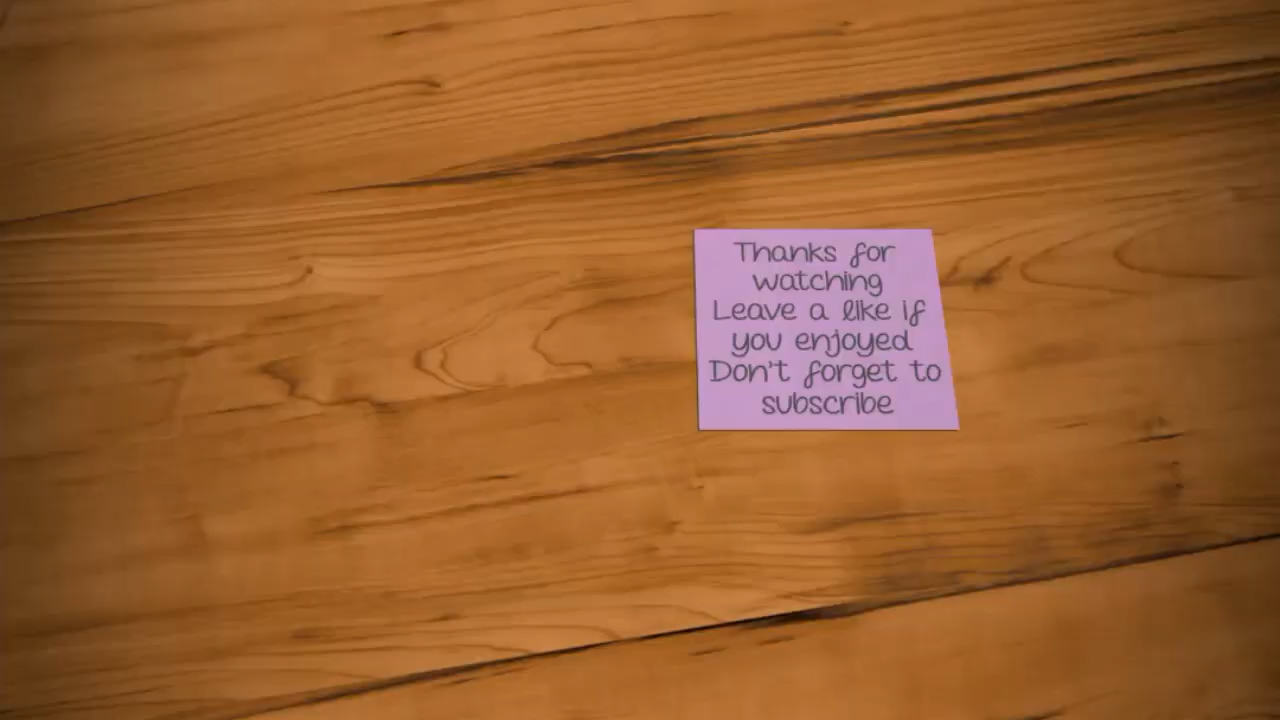 Thanks for
watching
Leave a like if
you enjoyed
Don't forget to
subscribe